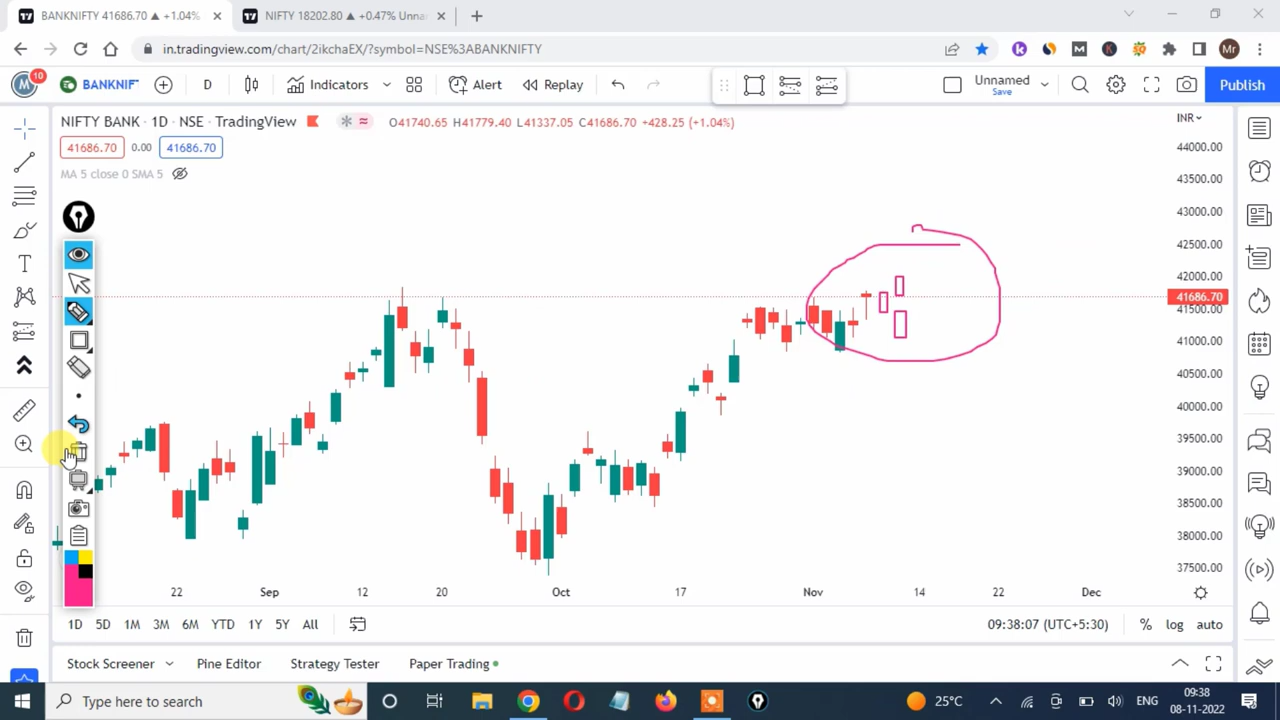 BANKNIFTY 41686.70 ▲ +1.04%
NIFTY 18202.80 ▲ +0.47% Unna
in.tradingview.com/chart/2ikchaEX/?symbol=NSE%3ABANKNIFTY
Mr
M 10
BANKNIF
D
Indicators
Alert
Replay
Unnamed
Save
Publish
NIFTY BANK · 1D · NSE · TradingView
O41740.65 H41779.40 L41337.05 C41686.70 +428.25 (+1.04%)
INR
41686.70
0.00
41686.70
MA 5 close 0 SMA 5
44000.00
43500.00
43000.00
42500.00
42000.00
41686.70
41500.00
41000.00
40500.00
40000.00
39500.00
39000.00
38500.00
38000.00
37500.00
22
Sep
12
20
Oct
17
Nov
14
22
Dec
1D
5D
1M
3M
6M
YTD
1Y
5Y
All
09:38:07 (UTC+5:30)
%
log
auto
Stock Screener
Pine Editor
Strategy Tester
Paper Trading
Type here to search
25°C
ENG
09:38
08-11-2022